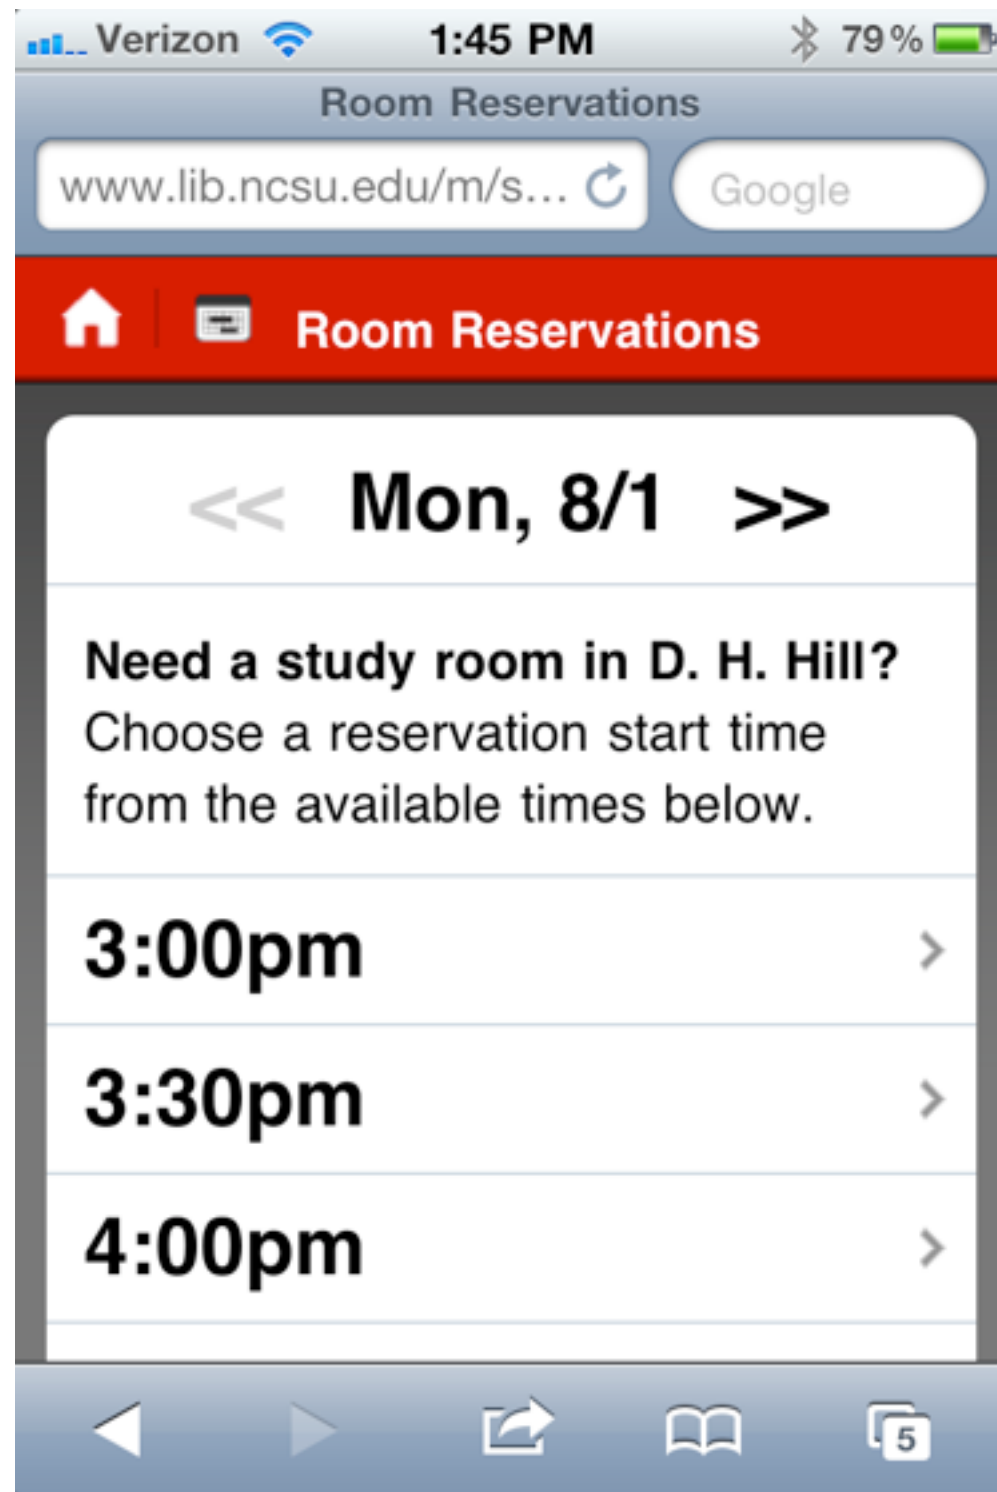 Verizon 1:45 PM 79%
Room Reservations
www.lib.ncsu.edu/m/s... Google
Room Reservations
<< Mon, 8/1 >>
Need a study room in D. H. Hill?
Choose a reservation start time
from the available times below.
3:00pm
3:30pm
4:00pm
5